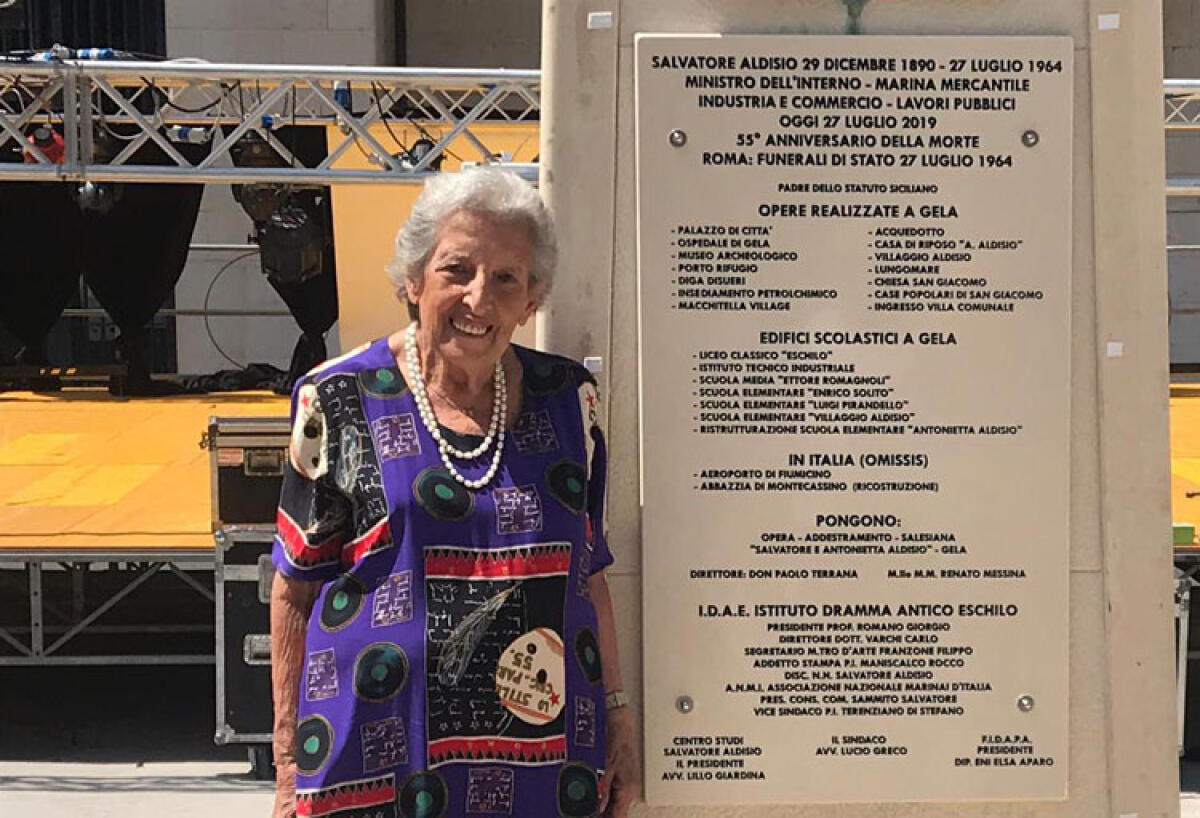 SALVATORE ALDISIO 29 DICEMBRE 1890 - 27 LUGLIO 1964
MINISTRO DELL'INTERNO - MARINA MERCANTILE
INDUSTRIA E COMMERCIO - LAVORI PUBBLICI
OGGI 27 LUGLIO 2019
55° ANNIVERSARIO DELLA MORTE
ROMA: FUNERALI DI STATO 27 LUGLIO 1964
PADRE DELLO STATUTO SICILIANO
OPERE REALIZZATE A GELA
- PALAZZO DI CITTA'
- OSPEDALE DI GELA
- MUSEO ARCHEOLOGICO
- PORTO RIFUGIO
- DIGA DISUERI
- INSEDIAMENTO PETROLCHIMICO
- MACCHITELLA VILLAGE
- ACQUEDOTTO
- CASA DI RIPOSO "A. ALDISIO"
- VILLAGGIO ALDISIO
- LUNGOMARE
- CHIESA SAN GIACOMO
- CASE POPOLARI DI SAN GIACOMO
- INGRESSO VILLA COMUNALE
EDIFICI SCOLASTICI A GELA
- LICEO CLASSICO "ESCHILO"
- ISTITUTO TECNICO INDUSTRIALE
- SCUOLA MEDIA "ETTORE ROMAGNOLI"
- SCUOLA ELEMENTARE "ENRICO SOLITO"
- SCUOLA ELEMENTARE "LUIGI PIRANDELLO"
- SCUOLA ELEMENTARE "VILLAGGIO ALDISIO"
- RISTRUTTURAZIONE SCUOLA ELEMENTARE "ANTONIETTA ALDISIO"
IN ITALIA (OMISSIS)
- AEROPORTO DI FIUMICINO
- ABBAZZIA DI MONTECASSINO (RICOSTRUZIONE)
PONGONO:
OPERA - ADDESTRAMENTO - SALESIANA
"SALVATORE E ANTONIETTA ALDISIO" - GELA
DIRETTORE: DON PAOLO TERRANA M.llo M.M. RENATO MESSINA
I.D.A.E. ISTITUTO DRAMMA ANTICO ESCHILO
PRESIDENTE PROF. ROMANO GIORGIO
DIRETTORE DOTT. VARCHI CARLO
SEGRETARIO M.TRO D'ARTE FRANZONE FILIPPO
ADDETTO STAMPA P.I. MANISCALCO ROCCO
DISC. N.H. SALVATORE ALDISIO
A.N.M.I. ASSOCIAZIONE NAZIONALE MARINAI D'ITALIA
PRES. CONS. COM. SAMMITO SALVATORE
VICE SINDACO P.I. TERENZIANO DI STEFANO
CENTRO STUDI
SALVATORE ALDISIO
IL PRESIDENTE
AVV. LILLO GIARDINA
IL SINDACO
AVV. LUCIO GRECO
F.I.D.A.P.A.
PRESIDENTE
DIP. ENI ELSA APARO
55.